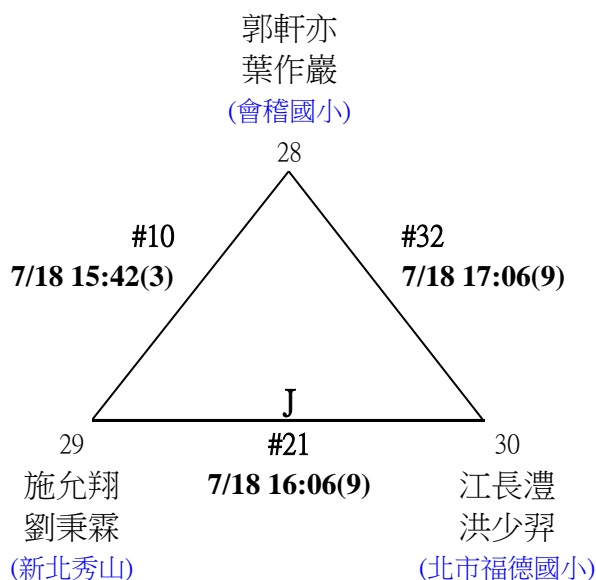 郭軒亦
葉作巖
(會稽國小)
28
#10
7/18 15:42(3)
#32
7/18 17:06(9)
J
29
#21
30
施允翔
7/18 16:06(9)
江長澧
劉秉霖
洪少羿
(新北秀山)
(北市福德國小)